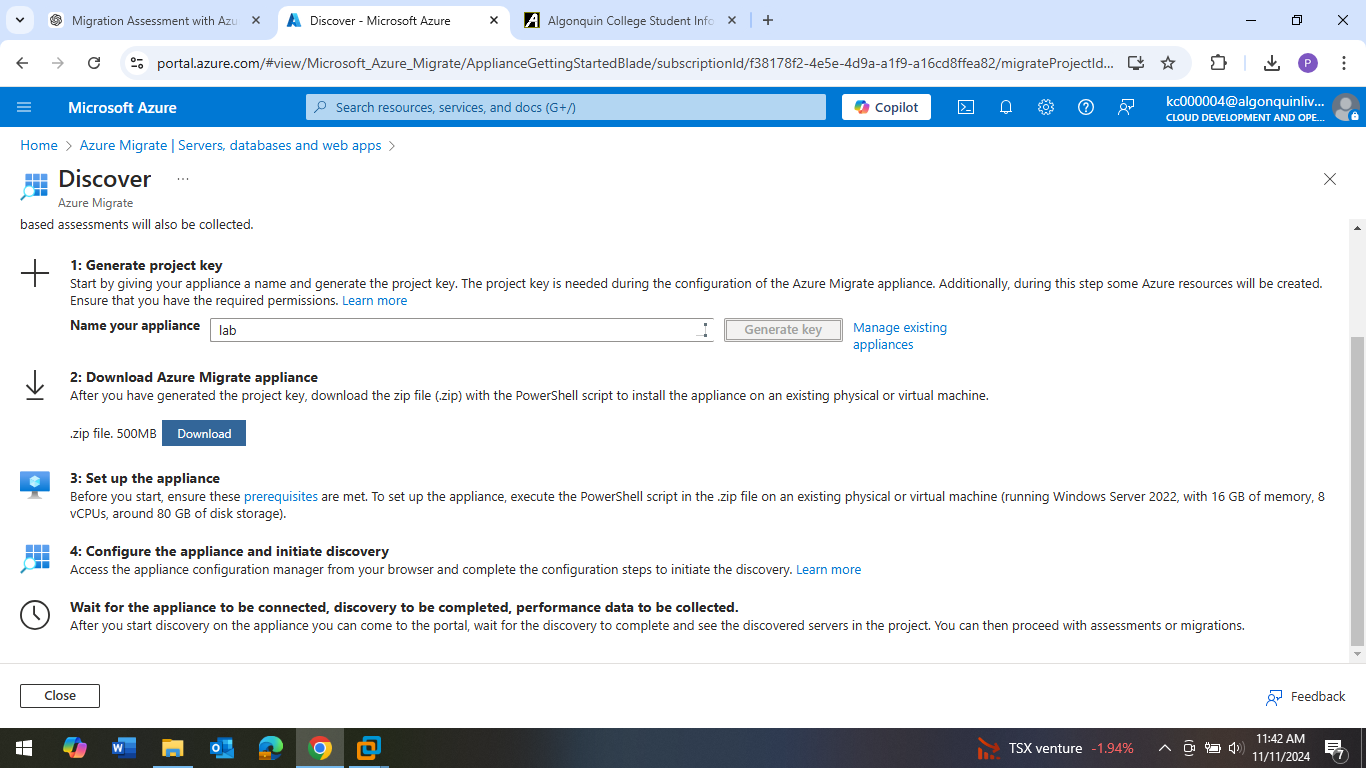 Migration Assessment with Azu
Discover - Microsoft Azure
Algonquin College Student Info
portal.azure.com/#view/Microsoft_Azure_Migrate/ApplianceGettingStartedBlade/subscriptionId/f38178f2-4e5e-4d9a-a1f9-a16cd8ffea82/migrateProjectId...
P
Microsoft Azure
Search resources, services, and docs (G+/)
Copilot
kc000004@algonquinliv...
CLOUD DEVELOPMENT AND OPE...
Home > Azure Migrate | Servers, databases and web apps >
Discover ...
Azure Migrate
based assessments will also be collected.
1: Generate project key
Start by giving your appliance a name and generate the project key. The project key is needed during the configuration of the Azure Migrate appliance. Additionally, during this step some Azure resources will be created.
Ensure that you have the required permissions. Learn more
Name your appliance
lab
Generate key
Manage existing
appliances
2: Download Azure Migrate appliance
After you have generated the project key, download the zip file (.zip) with the PowerShell script to install the appliance on an existing physical or virtual machine.
.zip file. 500MB
Download
3: Set up the appliance
Before you start, ensure these prerequisites are met. To set up the appliance, execute the PowerShell script in the .zip file on an existing physical or virtual machine (running Windows Server 2022, with 16 GB of memory, 8
vCPUs, around 80 GB of disk storage).
4: Configure the appliance and initiate discovery
Access the appliance configuration manager from your browser and complete the configuration steps to initiate the discovery. Learn more
Wait for the appliance to be connected, discovery to be completed, performance data to be collected.
After you start discovery on the appliance you can come to the portal, wait for the discovery to complete and see the discovered servers in the project. You can then proceed with assessments or migrations.
Close
Feedback
TSX venture -1.94%
11:42 AM
11/11/2024
7